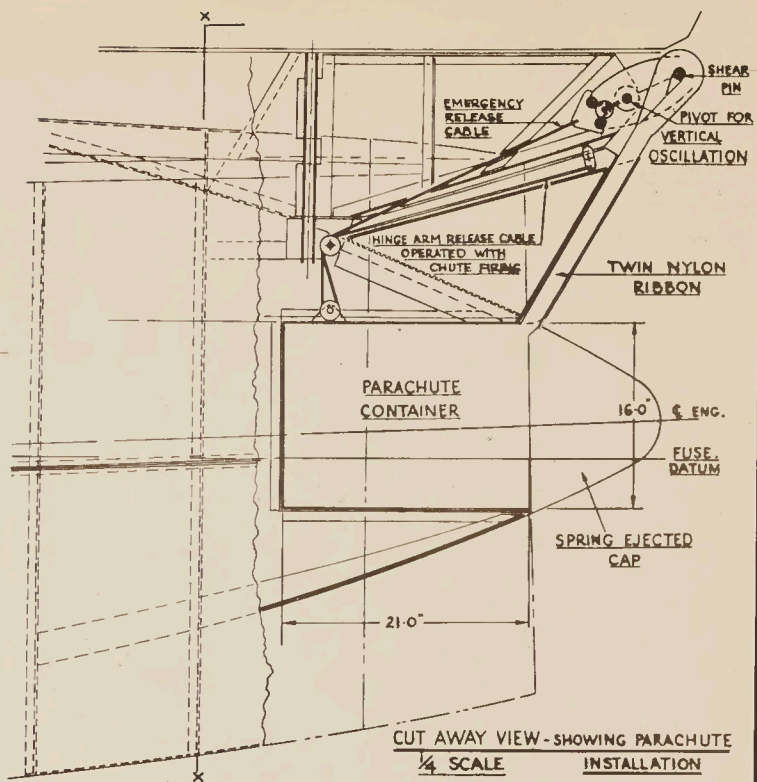 X
SHEAR
PIN
EMERGENCY
RELEASE
CABLE
PIVOT FOR
VERTICAL
OSCILLATION
HINGE ARM RELEASE CABLE
OPERATED WITH
CHUTE FIRING
TWIN NYLON
RIBBON
PARACHUTE
CONTAINER
16·0"
℄ ENG.
FUSE.
DATUM
SPRING EJECTED
CAP
21·0"
CUT AWAY VIEW - SHOWING PARACHUTE
1/4 SCALE INSTALLATION
X